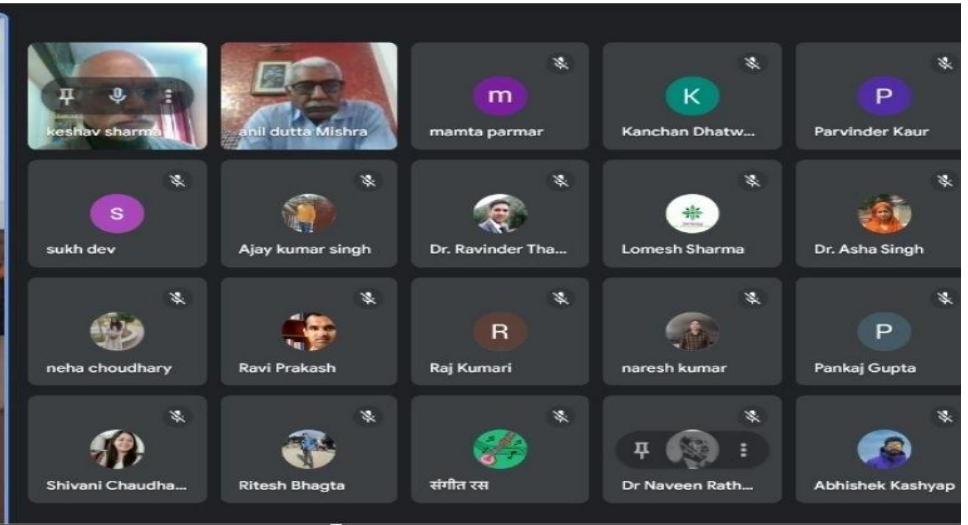 keshav sharma
anil dutta Mishra
m
mamta parmar
K
Kanchan Dhatw...
P
Parvinder Kaur
s
sukh dev
Ajay kumar singh
Dr. Ravinder Tha...
Lomesh Sharma
Dr. Asha Singh
neha choudhary
Ravi Prakash
R
Raj Kumari
naresh kumar
P
Pankaj Gupta
Shivani Chaudha...
Ritesh Bhagta
संगीत रस
Dr Naveen Rath...
Abhishek Kashyap